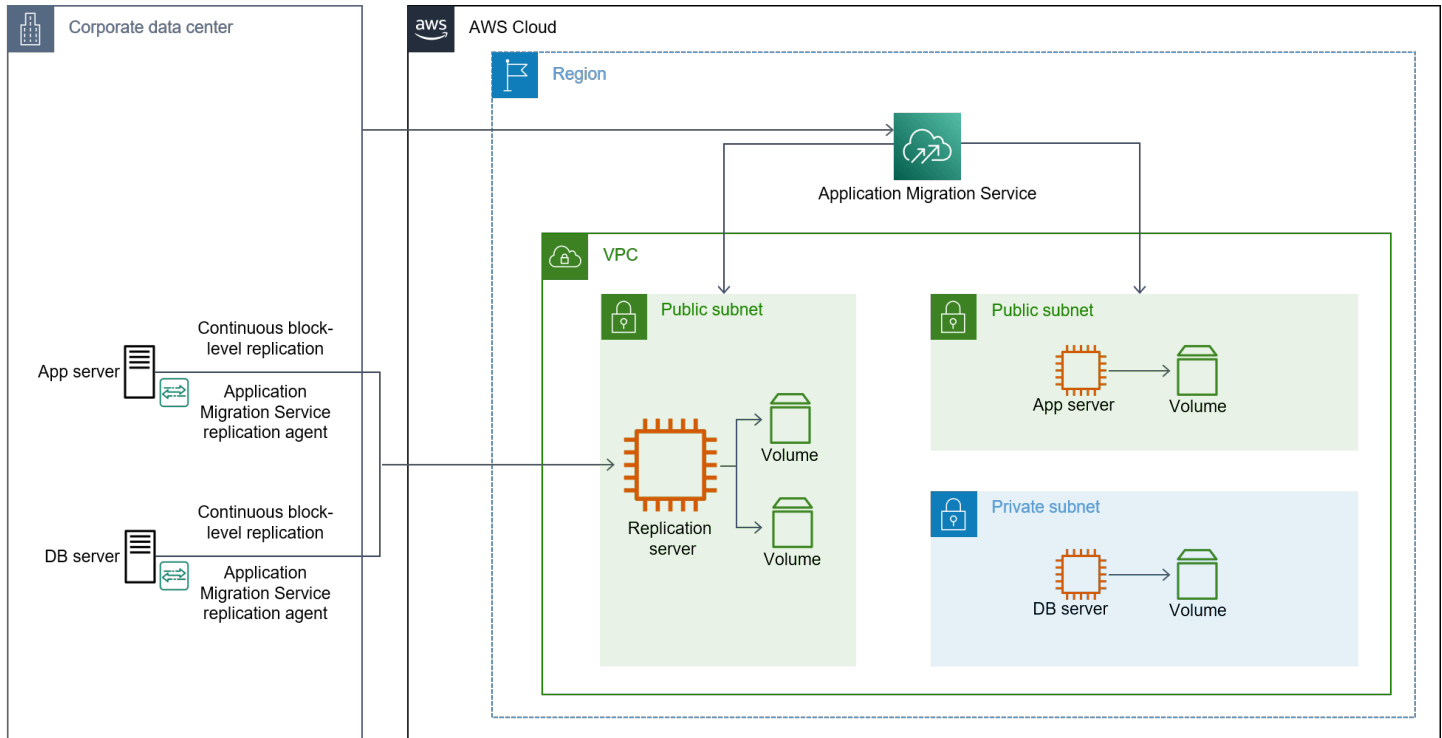 Corporate data center
aws
AWS Cloud
Region
Application Migration Service
VPC
Public subnet
Public subnet
Continuous block-
level replication
App server
Application
Migration Service
replication agent
App server
Volume
Volume
Continuous block-
level replication
DB server
Application
Migration Service
replication agent
Replication
server
Volume
Private subnet
DB server
Volume